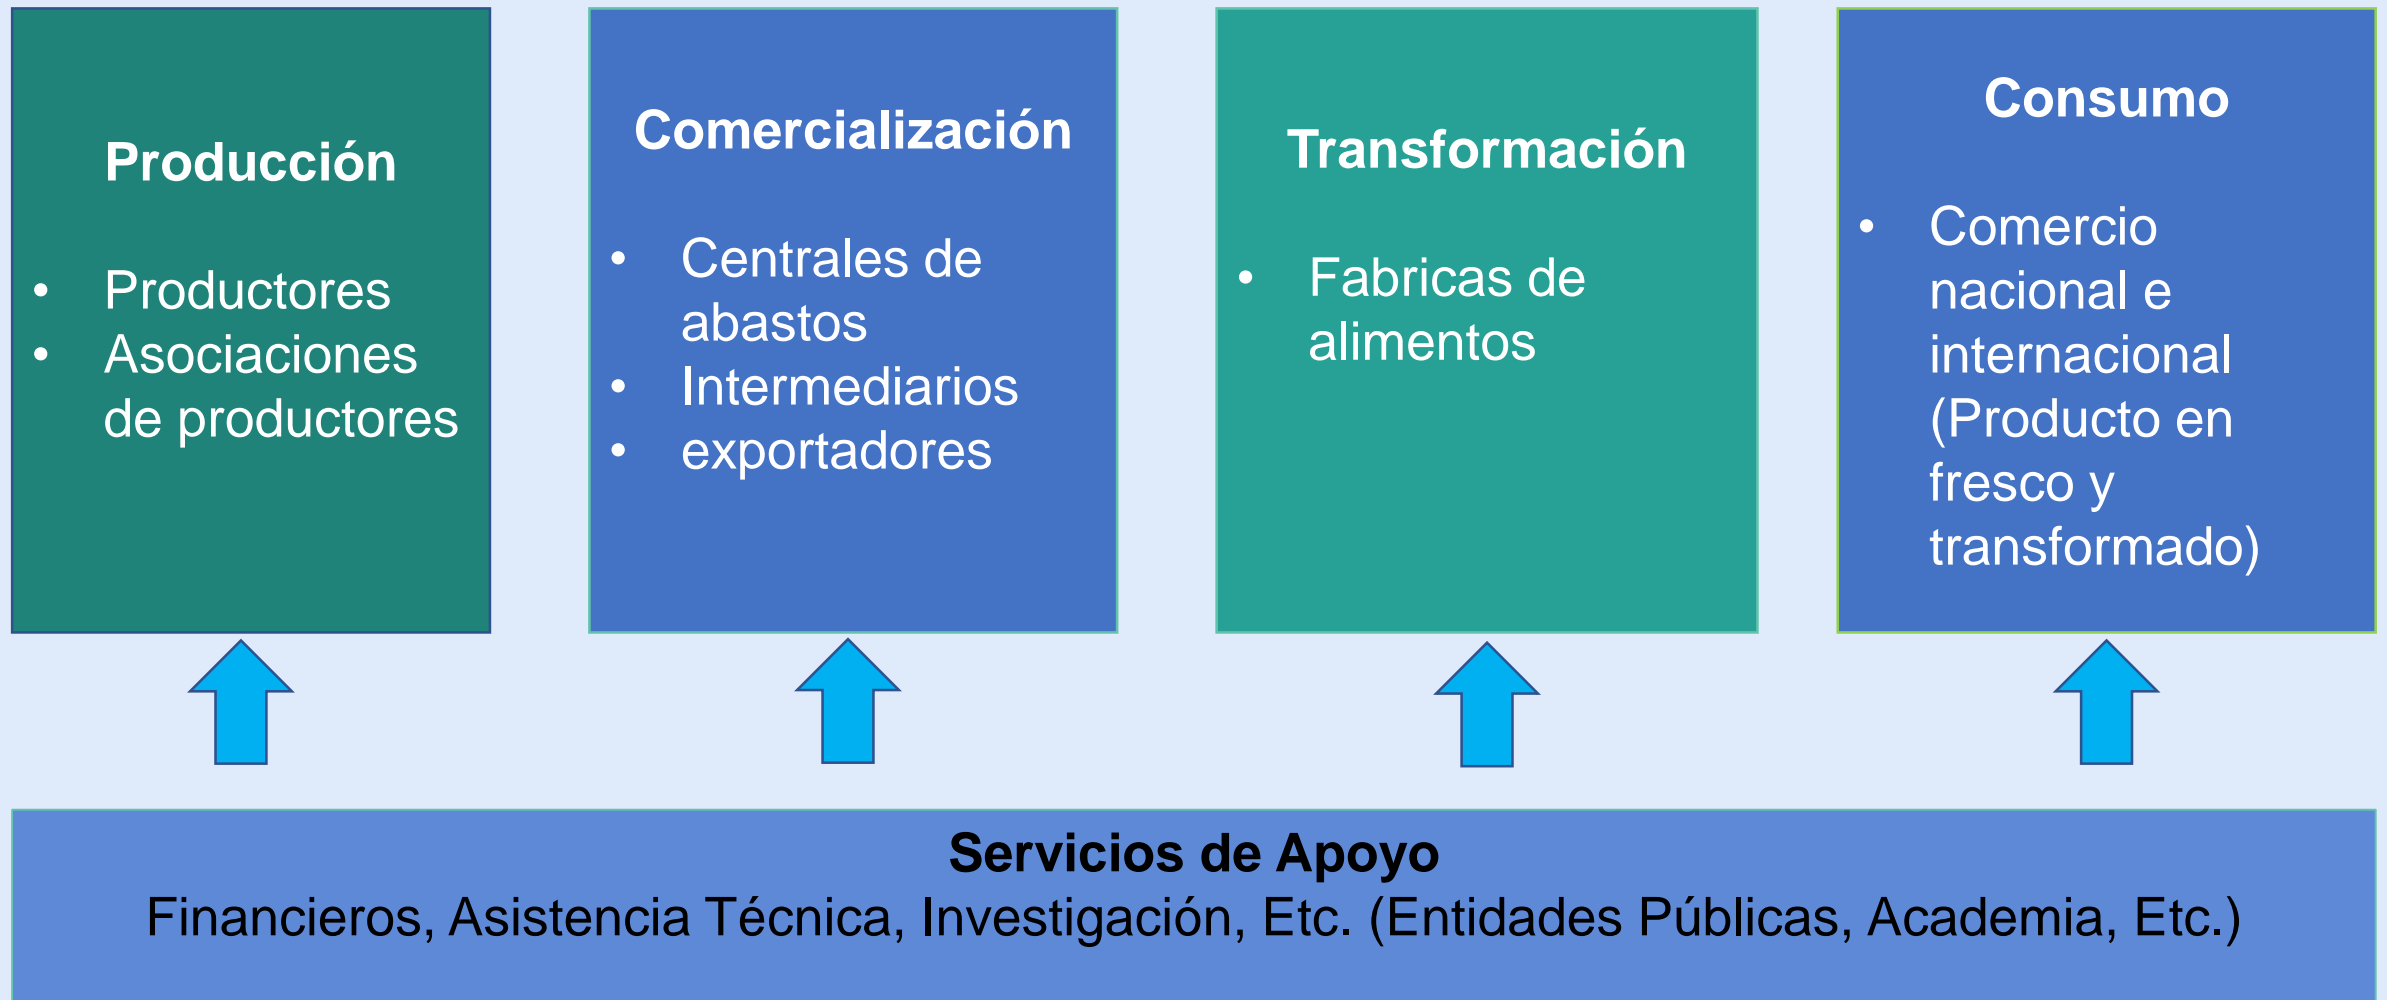 Producción
• Productores
• Asociaciones
de productores
Comercialización
• Centrales de
abastos
• Intermediarios
• exportadores
Transformación
• Fabricas de
alimentos
Consumo
• Comercio
nacional e
internacional
(Producto en
fresco y
transformado)
Servicios de Apoyo
Financieros, Asistencia Técnica, Investigación, Etc. (Entidades Públicas, Academia, Etc.)